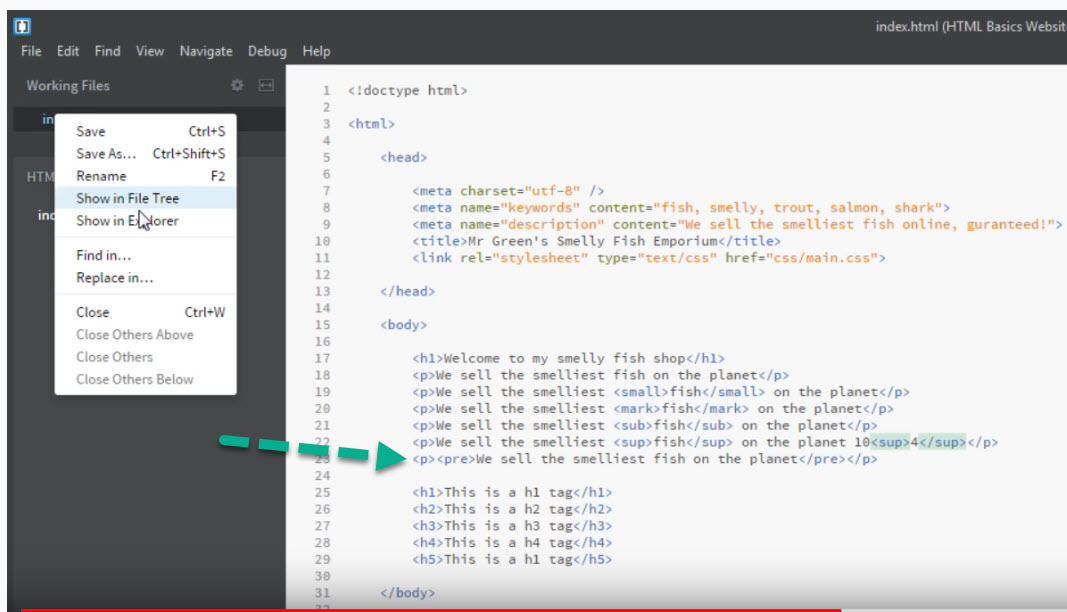 index.html (HTML Basics Websit
File Edit Find View Navigate Debug Help
Working Files
in
Save Ctrl+S
Save As... Ctrl+Shift+S
Rename F2
HTM
Show in File Tree
ind
Show in Explorer
Find in...
Replace in...
Close Ctrl+W
Close Others Above
Close Others
Close Others Below
1 <!doctype html>
2
3 <html>
4
5 <head>
6
7 <meta charset="utf-8" />
8 <meta name="keywords" content="fish, smelly, trout, salmon, shark">
9 <meta name="description" content="We sell the smelliest fish online, guranteed!">
10 <title>Mr Green's Smelly Fish Emporium</title>
11 <link rel="stylesheet" type="text/css" href="css/main.css">
12
13 </head>
14
15 <body>
16
17 <h1>Welcome to my smelly fish shop</h1>
18 <p>We sell the smelliest fish on the planet</p>
19 <p>We sell the smelliest <small>fish</small> on the planet</p>
20 <p>We sell the smelliest <mark>fish</mark> on the planet</p>
21 <p>We sell the smelliest <sub>fish</sub> on the planet</p>
22 <p>We sell the smelliest <sup>fish</sup> on the planet 10<sup>4</sup></p>
23 <p><pre>We sell the smelliest fish on the planet</pre></p>
24
25 <h1>This is a h1 tag</h1>
26 <h2>This is a h2 tag</h2>
27 <h3>This is a h3 tag</h3>
28 <h4>This is a h4 tag</h4>
29 <h5>This is a h1 tag</h5>
30
31 </body>
32